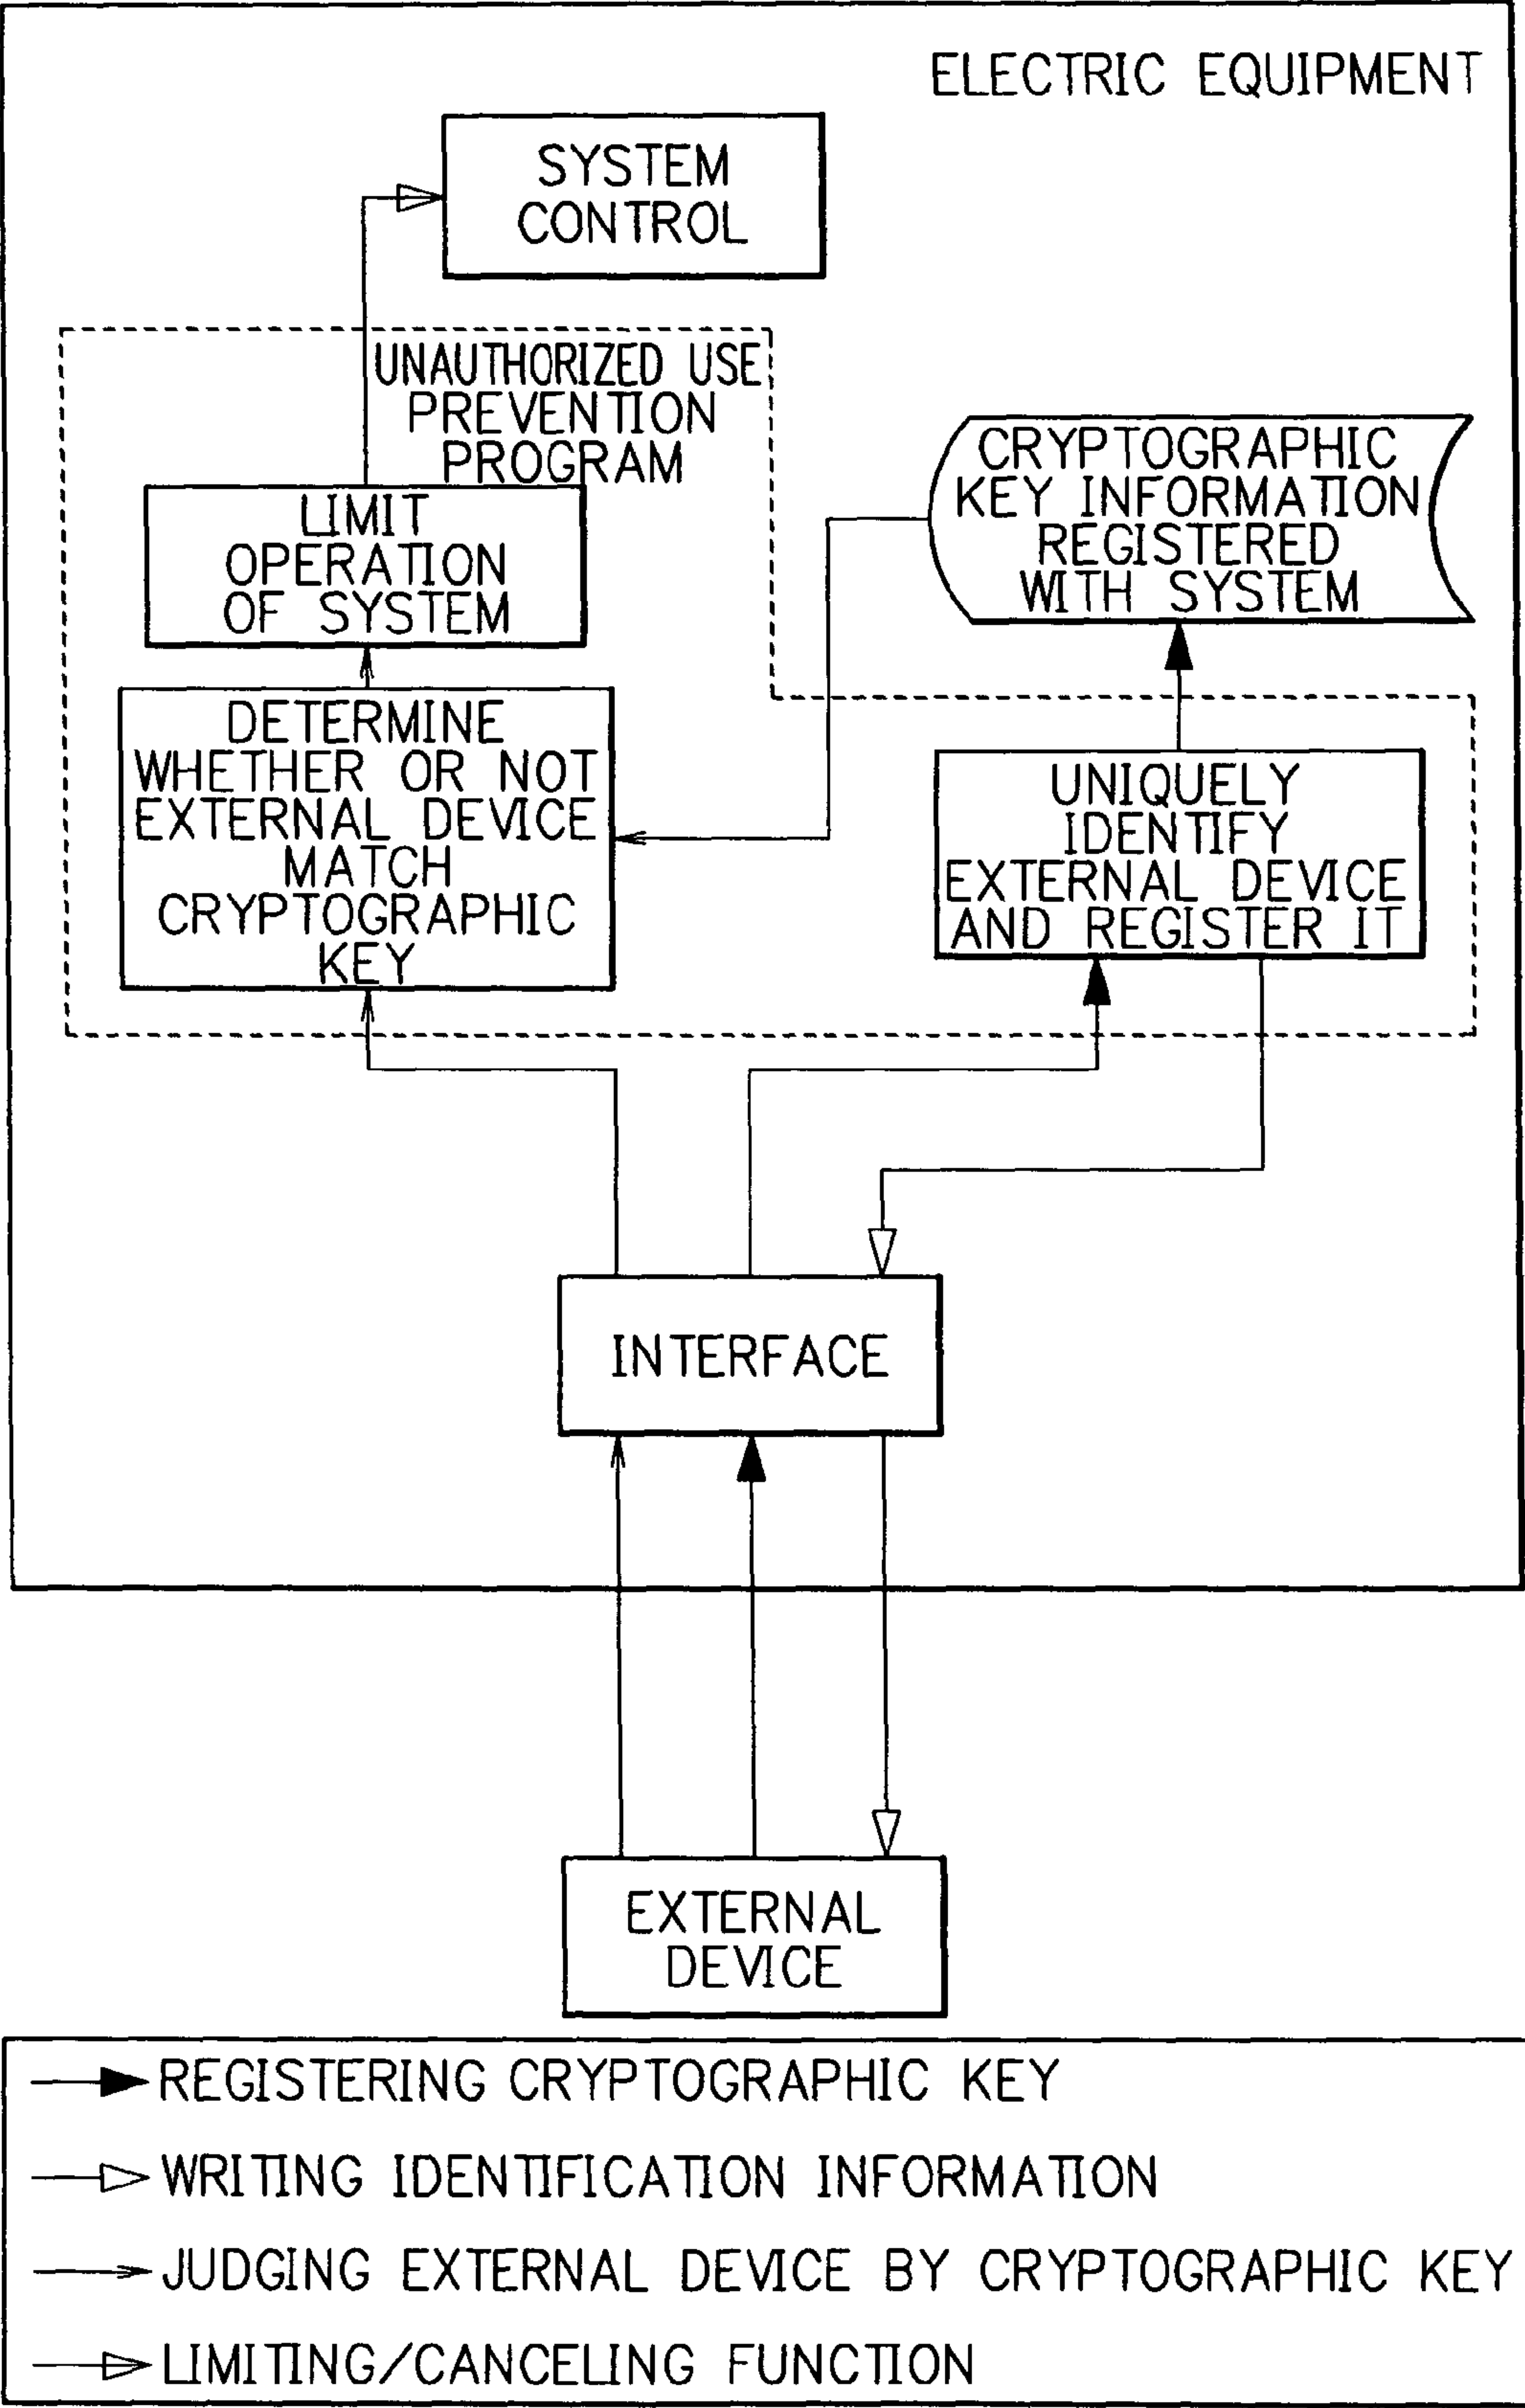 ELECTRIC EQUIPMENT
SYSTEM
CONTROL
UNAUTHORIZED USE
PREVENTION
PROGRAM
CRYPTOGRAPHIC
KEY INFORMATION
REGISTERED
WITH SYSTEM
LIMIT
OPERATION
OF SYSTEM
DETERMINE
WHETHER OR NOT
EXTERNAL DEVICE
MATCH
CRYPTOGRAPHIC
KEY
UNIQUELY
IDENTIFY
EXTERNAL DEVICE
AND REGISTER IT
INTERFACE
EXTERNAL
DEVICE
REGISTERING CRYPTOGRAPHIC KEY
WRITING IDENTIFICATION INFORMATION
JUDGING EXTERNAL DEVICE BY CRYPTOGRAPHIC KEY
LIMITING/CANCELING FUNCTION